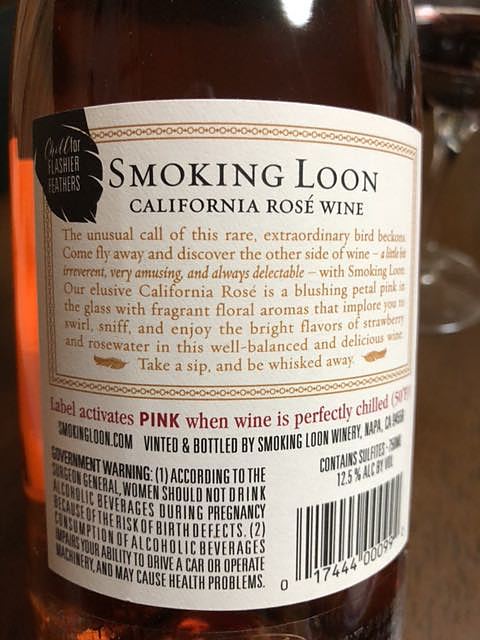 Chill for
FLASHIER
FEATHERS
SMOKING LOON
CALIFORNIA ROSÉ WINE
The unusual call of this rare, extraordinary bird beckons.
Come fly away and discover the other side of wine – a little bit
irreverent, very amusing, and always delectable – with Smoking Loon.
Our elusive California Rosé is a blushing petal pink in
the glass with fragrant floral aromas that implore you to
swirl, sniff, and enjoy the bright flavors of strawberry
and rosewater in this well-balanced and delicious wine.
Take a sip, and be whisked away.
Label activates PINK when wine is perfectly chilled (50°F)
SMOKINGLOON.COM VINTED & BOTTLED BY SMOKING LOON WINERY, NAPA, CA 94558
GOVERNMENT WARNING: (1) ACCORDING TO THE
SURGEON GENERAL, WOMEN SHOULD NOT DRINK
ALCOHOLIC BEVERAGES DURING PREGNANCY
BECAUSE OF THE RISK OF BIRTH DEFECTS. (2)
CONSUMPTION OF ALCOHOLIC BEVERAGES
IMPAIRS YOUR ABILITY TO DRIVE A CAR OR OPERATE
MACHINERY, AND MAY CAUSE HEALTH PROBLEMS.
CONTAINS SULFITES - 750ML
12.5% ALC BY VOL
0 17444 00099